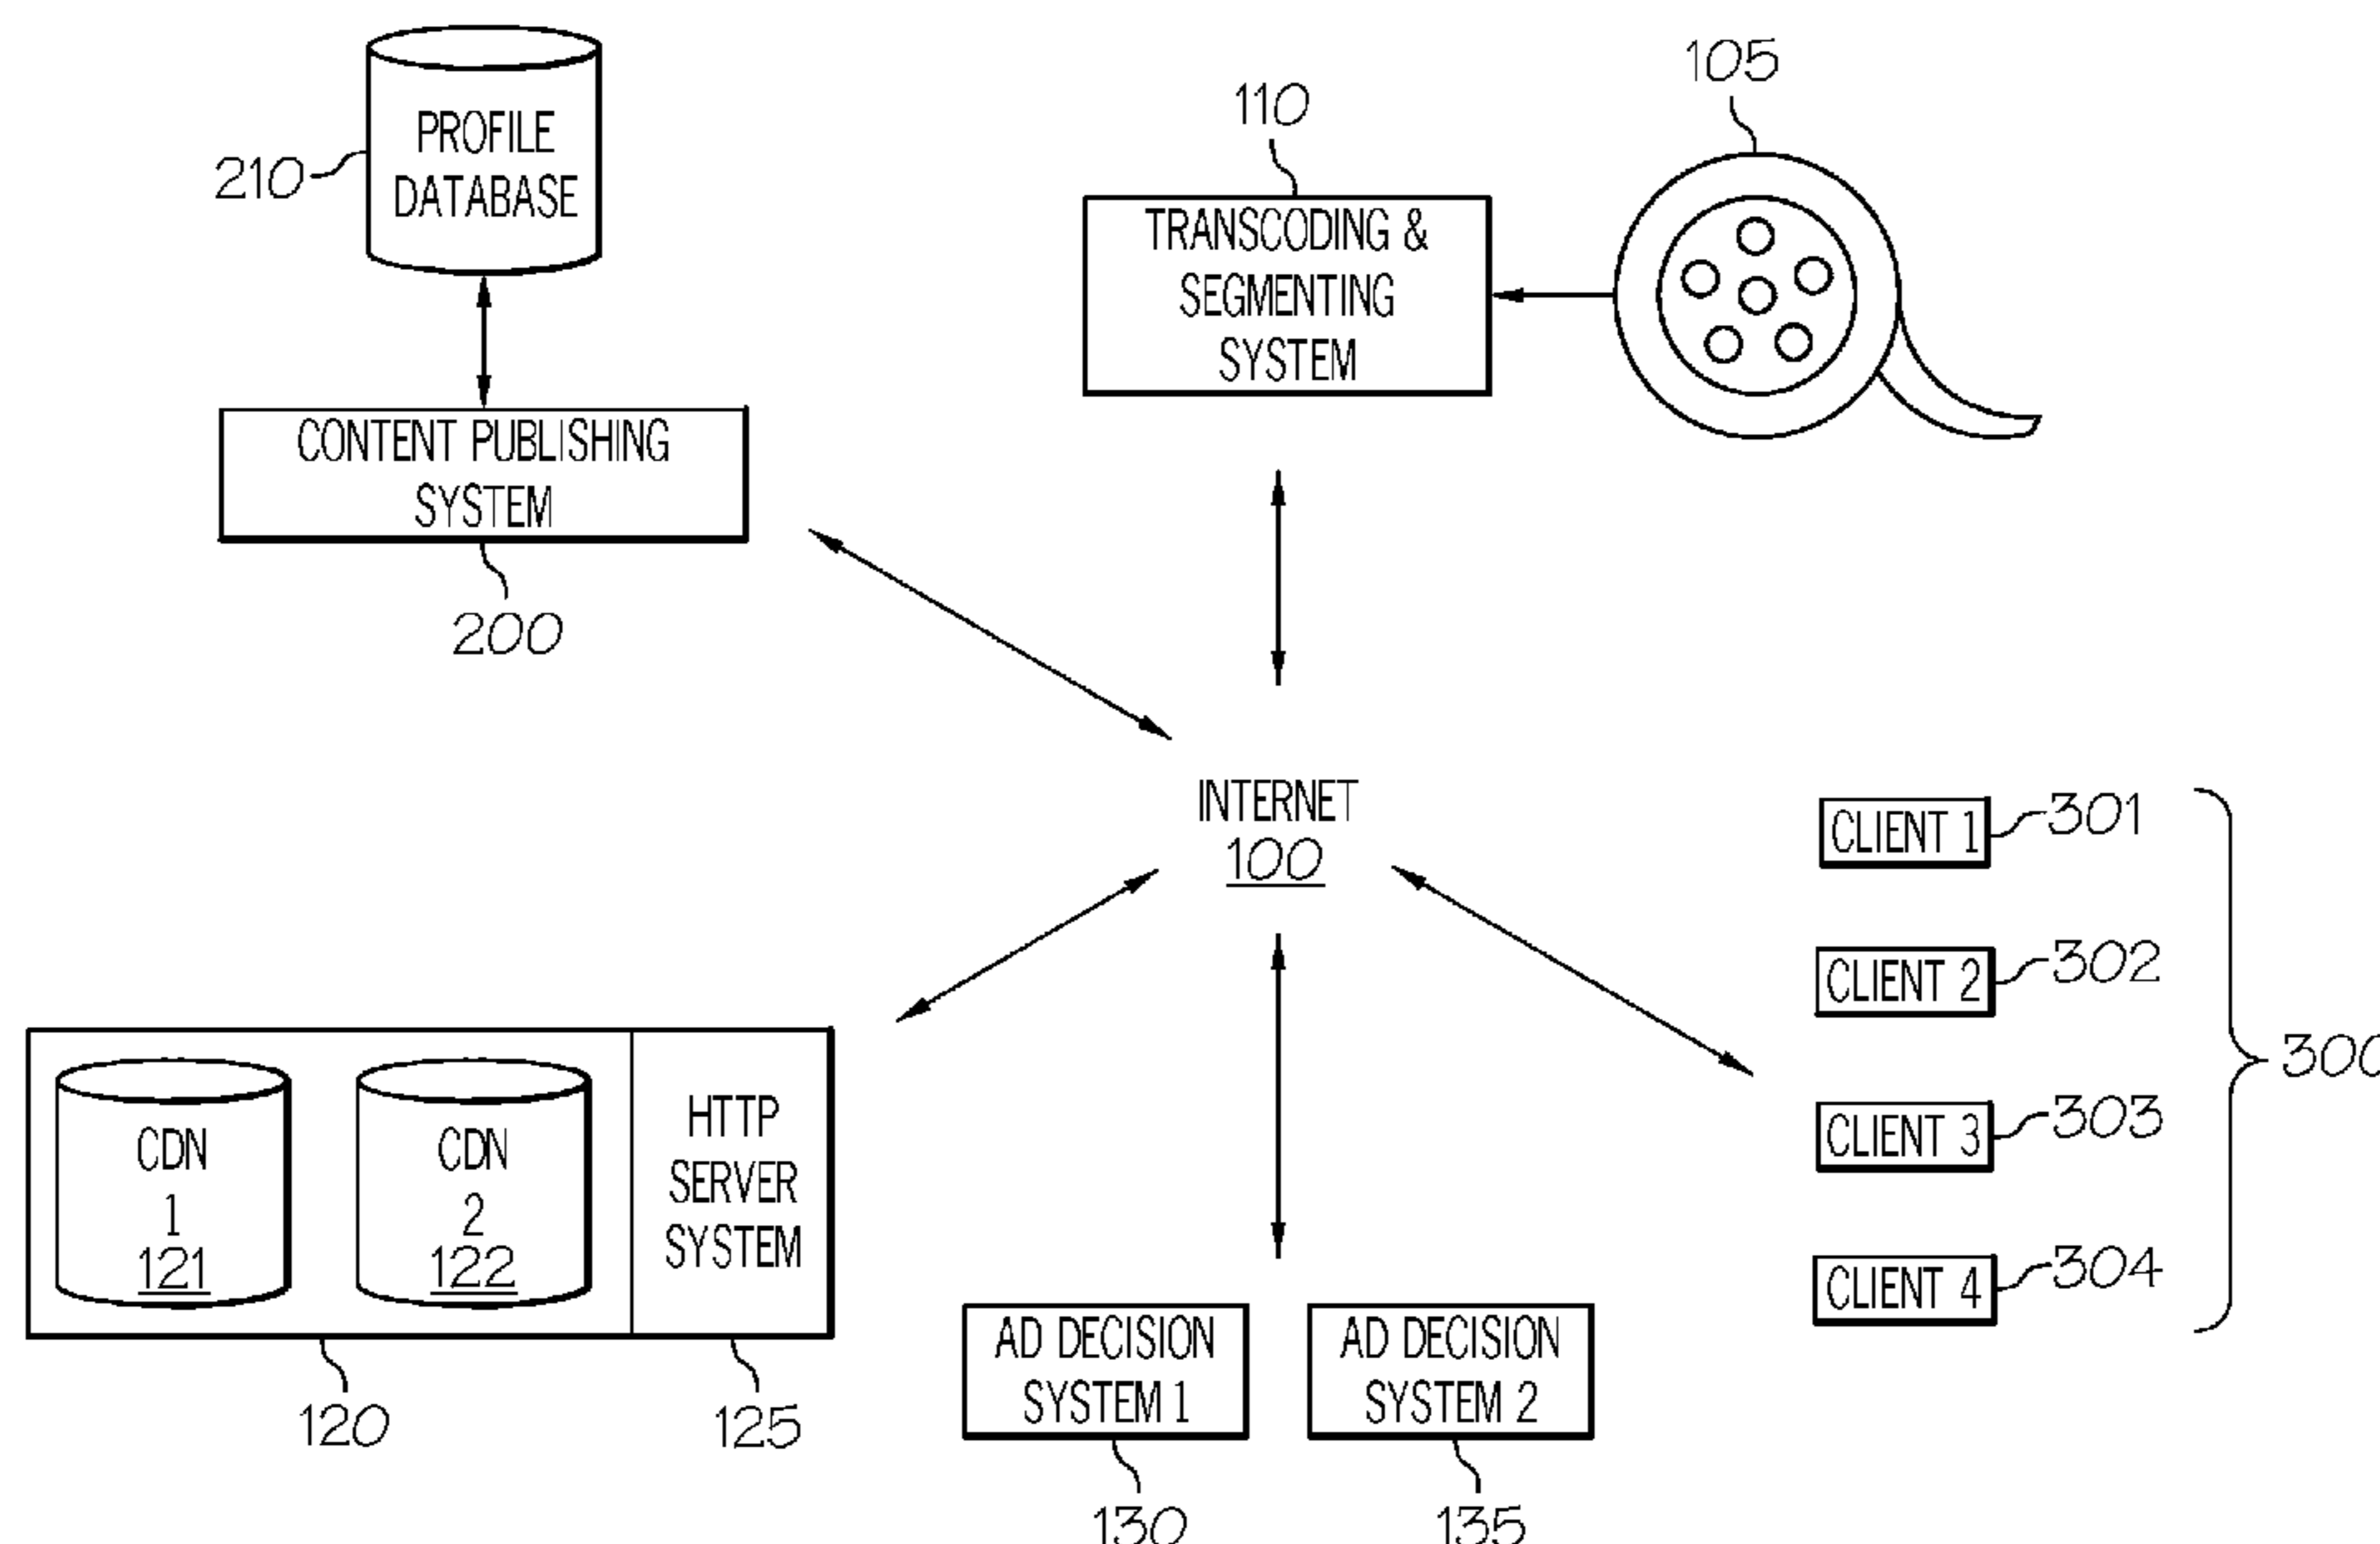 105
110
PROFILE
DATABASE
210
TRANSCODING &
SEGMENTING
SYSTEM
CONTENT PUBLISHING
SYSTEM
200
INTERNET
100
CLIENT 1
301
CLIENT 2
302
300
CLIENT 3
303
CLIENT 4
304
CDN
1
121
CDN
2
122
HTTP
SERVER
SYSTEM
120
125
AD DECISION
SYSTEM 1
AD DECISION
SYSTEM 2
130
135